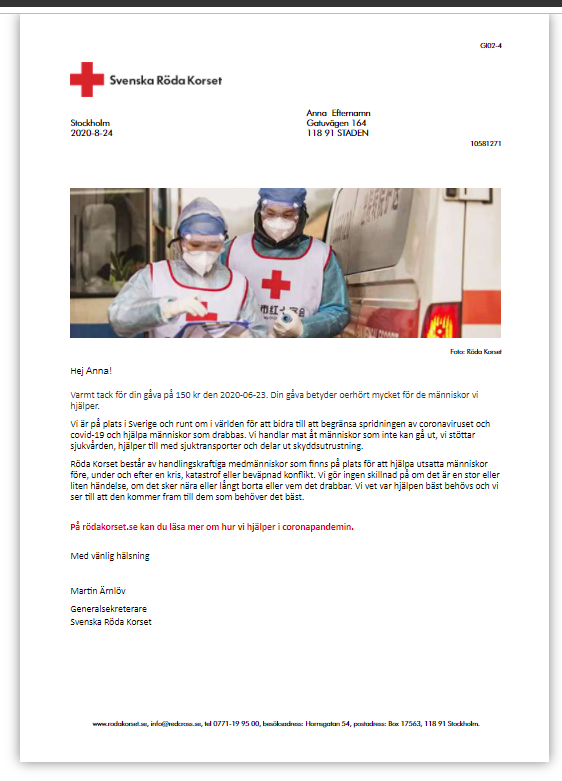 GI02-4
Svenska Röda Korset
Anna Efternamn
Stockholm
Gatuvägen 164
2020-8-24
118 91 STADEN
10581271
Foto: Röda Korset
Hej Anna!
Varmt tack för din gåva på 150 kr den 2020-06-23. Din gåva betyder oerhört mycket för de människor vi
hjälper.
Vi är på plats i Sverige och runt om i världen för att bidra till att begränsa spridningen av coronaviruset och
covid-19 och hjälpa människor som drabbas. Vi handlar mat åt människor som inte kan gå ut, vi stöttar
sjukvården, hjälper till med sjuktransporter och delar ut skyddsutrustning.
Röda Korset består av handlingskraftiga medmänniskor som finns på plats för att hjälpa utsatta människor
före, under och efter en kris, katastrof eller beväpnad konflikt. Vi gör ingen skillnad på om det är en stor eller
liten händelse, om det sker nära eller långt borta eller vem det drabbar. Vi vet var hjälpen bäst behövs och vi
ser till att den kommer fram till dem som behöver det bäst.
På rödakorset.se kan du läsa mer om hur vi hjälper i coronapandemin.
Med vänlig hälsning
Martin Ärnlöv
Generalsekreterare
Svenska Röda Korset
www.rodakorset.se, info@redcross.se, tel 0771-19 95 00, besöksadress: Hornsgatan 54, postadress: Box 17563, 118 91 Stockholm.